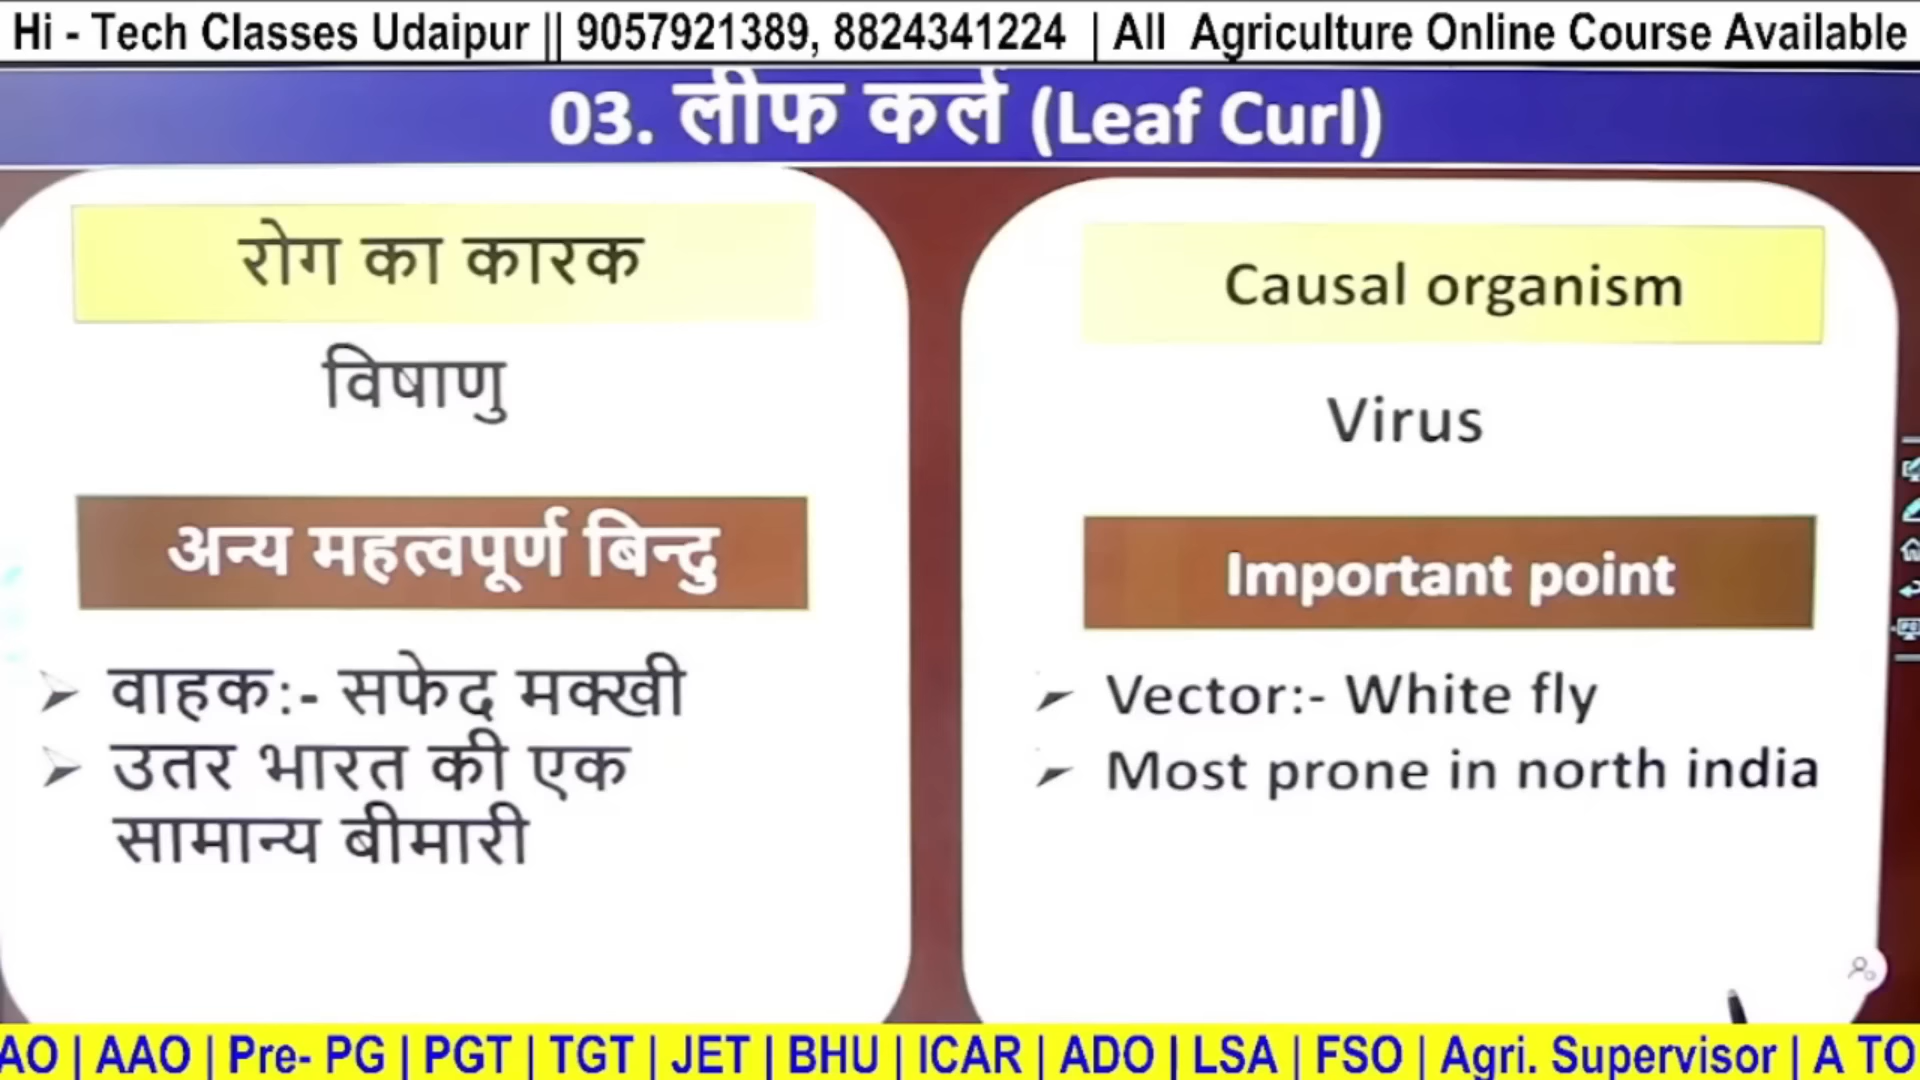 Hi - Tech Classes Udaipur || 9057921389, 8824341224 | All Agriculture Online Course Available
03. लीफ कर्ल (Leaf Curl)
रोग का कारक
विषाणु
अन्य महत्वपूर्ण बिन्दु
वाहक:- सफेद मक्खी
उतर भारत की एक
सामान्य बीमारी
Causal organism
Virus
Important point
Vector:- White fly
Most prone in north india
AO | AAO | Pre- PG | PGT | TGT | JET | BHU | ICAR | ADO | LSA | FSO | Agri. Supervisor | A TO